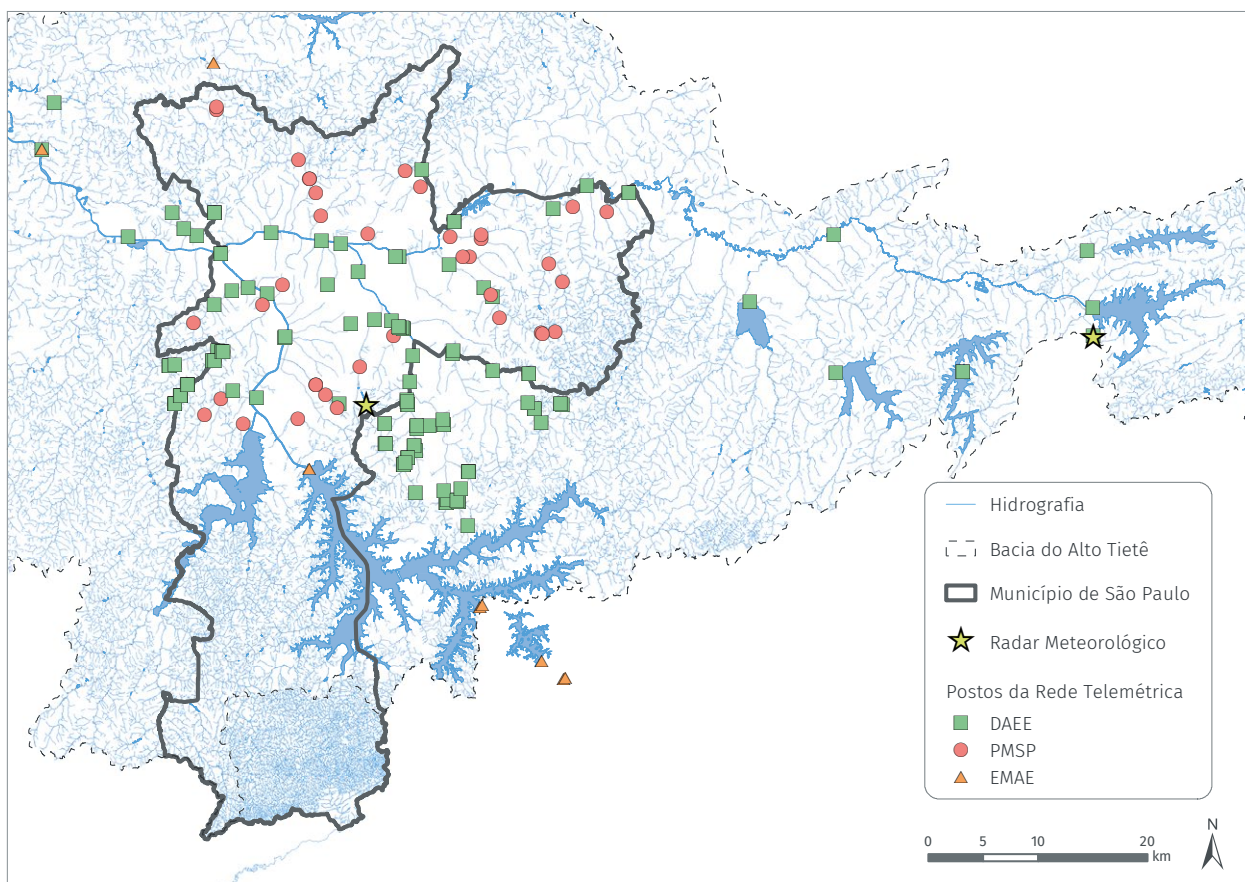 Hidrografia
Bacia do Alto Tietê
Município de São Paulo
Radar Meteorológico
Postos da Rede Telemétrica
DAEE
PMSP
EMAE
0 5 10 20
km
N